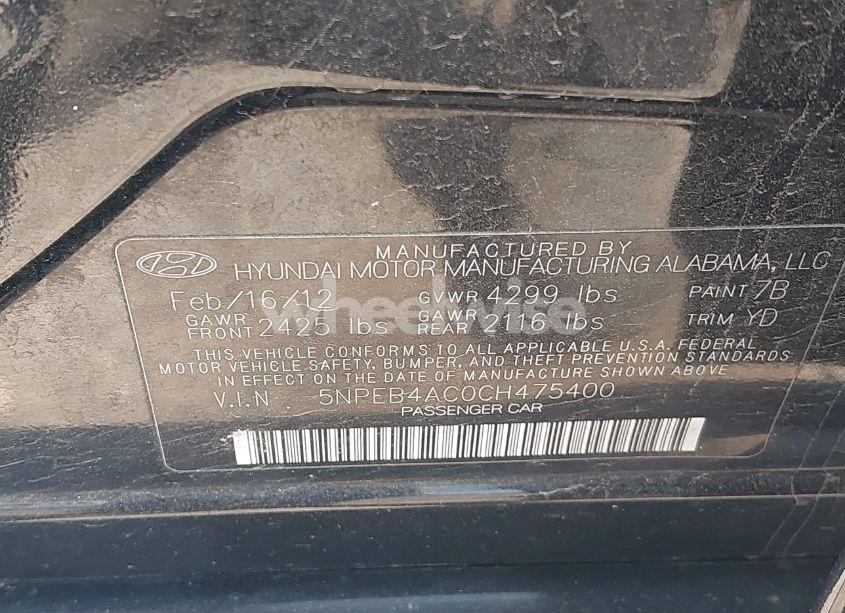 MANUFACTURED BY
HYUNDAI MOTOR MANUFACTURING ALABAMA, LLC
Feb/16/12 GVWR 4299 lbs PAINT 7B
GAWR FRONT 2425 lbs GAWR REAR 2116 lbs TRIM YD
THIS VEHICLE CONFORMS TO ALL APPLICABLE U.S.A. FEDERAL
MOTOR VEHICLE SAFETY, BUMPER, AND THEFT PREVENTION STANDARDS
IN EFFECT ON THE DATE OF MANUFACTURE SHOWN ABOVE
V.I.N 5NPEB4AC0CH475400
PASSENGER CAR
wheelwise